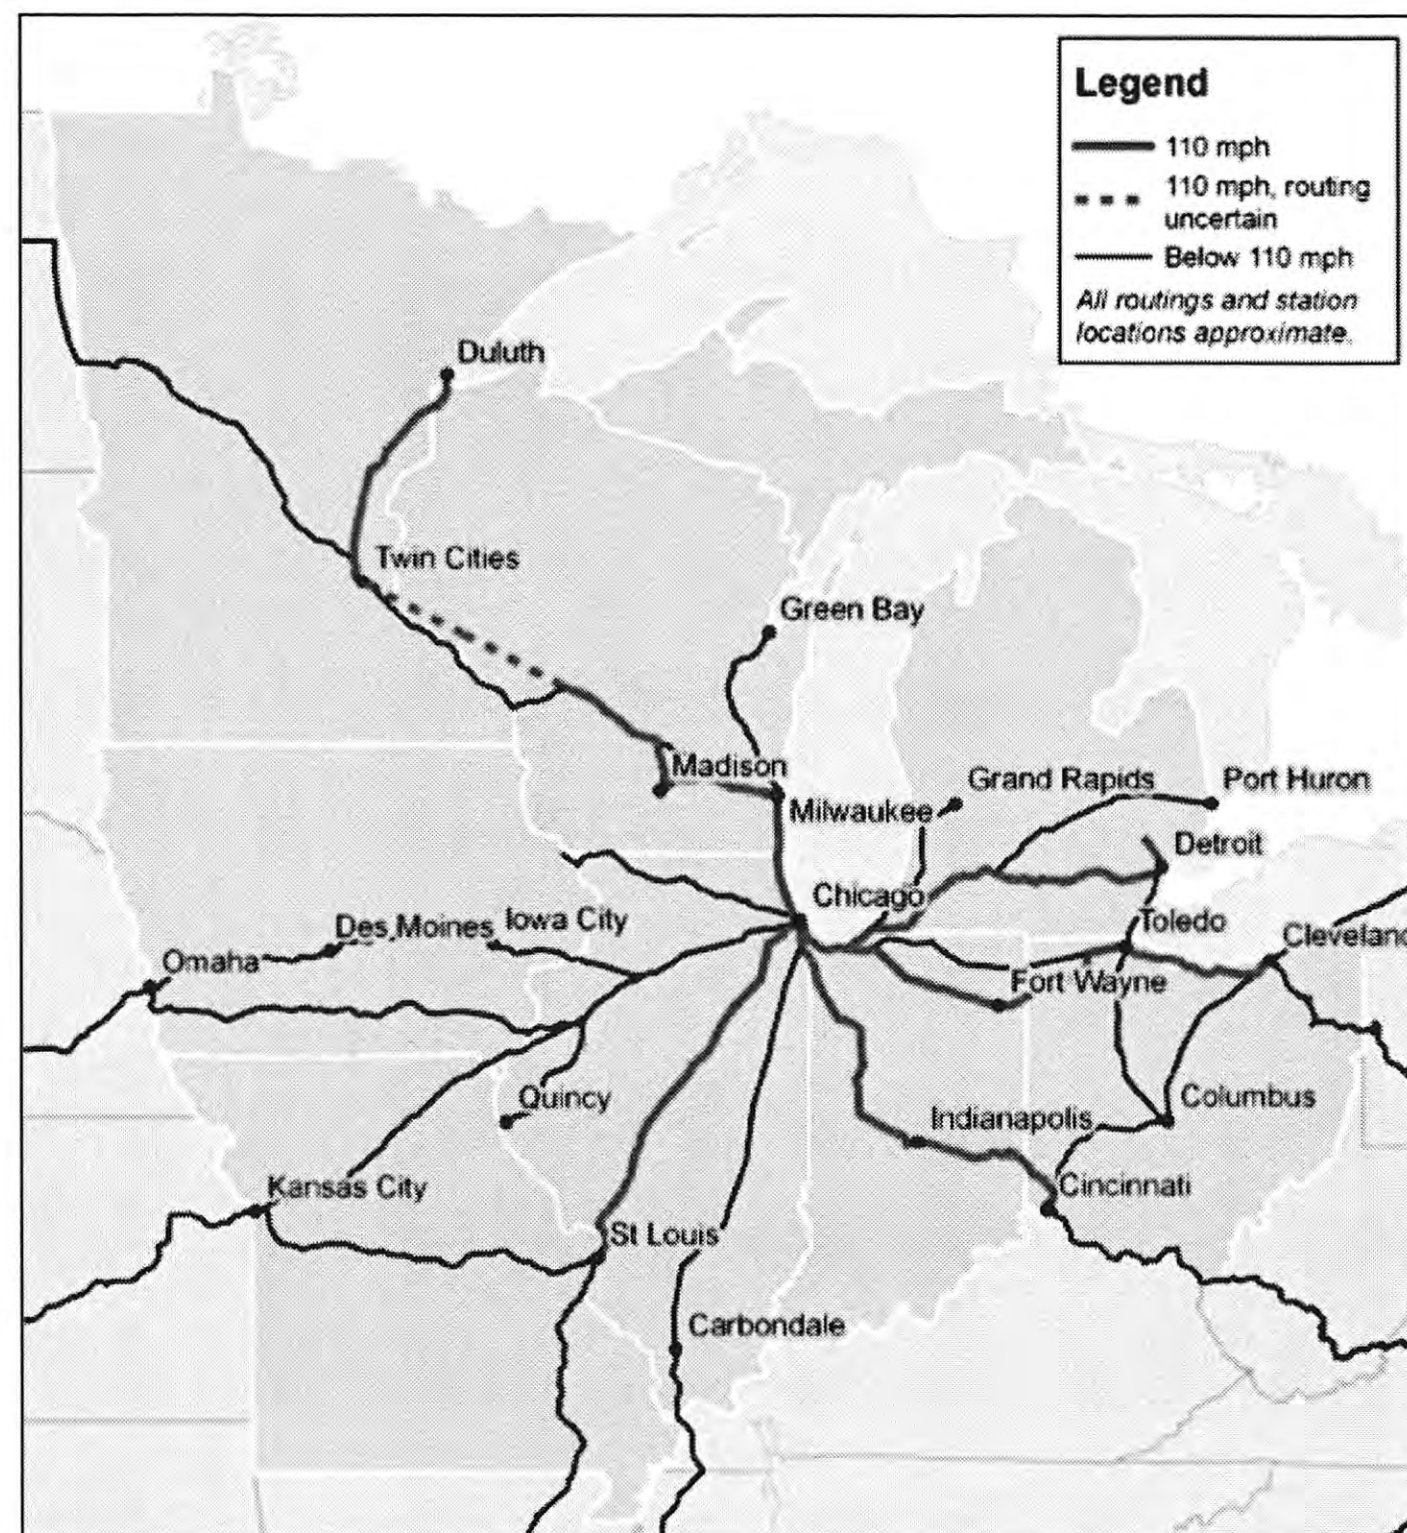 Legend
110 mph
110 mph, routing
uncertain
Below 110 mph
All routings and station
locations approximate.
Duluth
Twin Cities
Green Bay
Madison
Grand Rapids
Port Huron
Milwaukee
Detroit
Chicago
Des Moines
Iowa City
Toledo
Cleveland
Omaha
Fort Wayne
Quincy
Columbus
Indianapolis
Kansas City
Cincinnati
St Louis
Carbondale